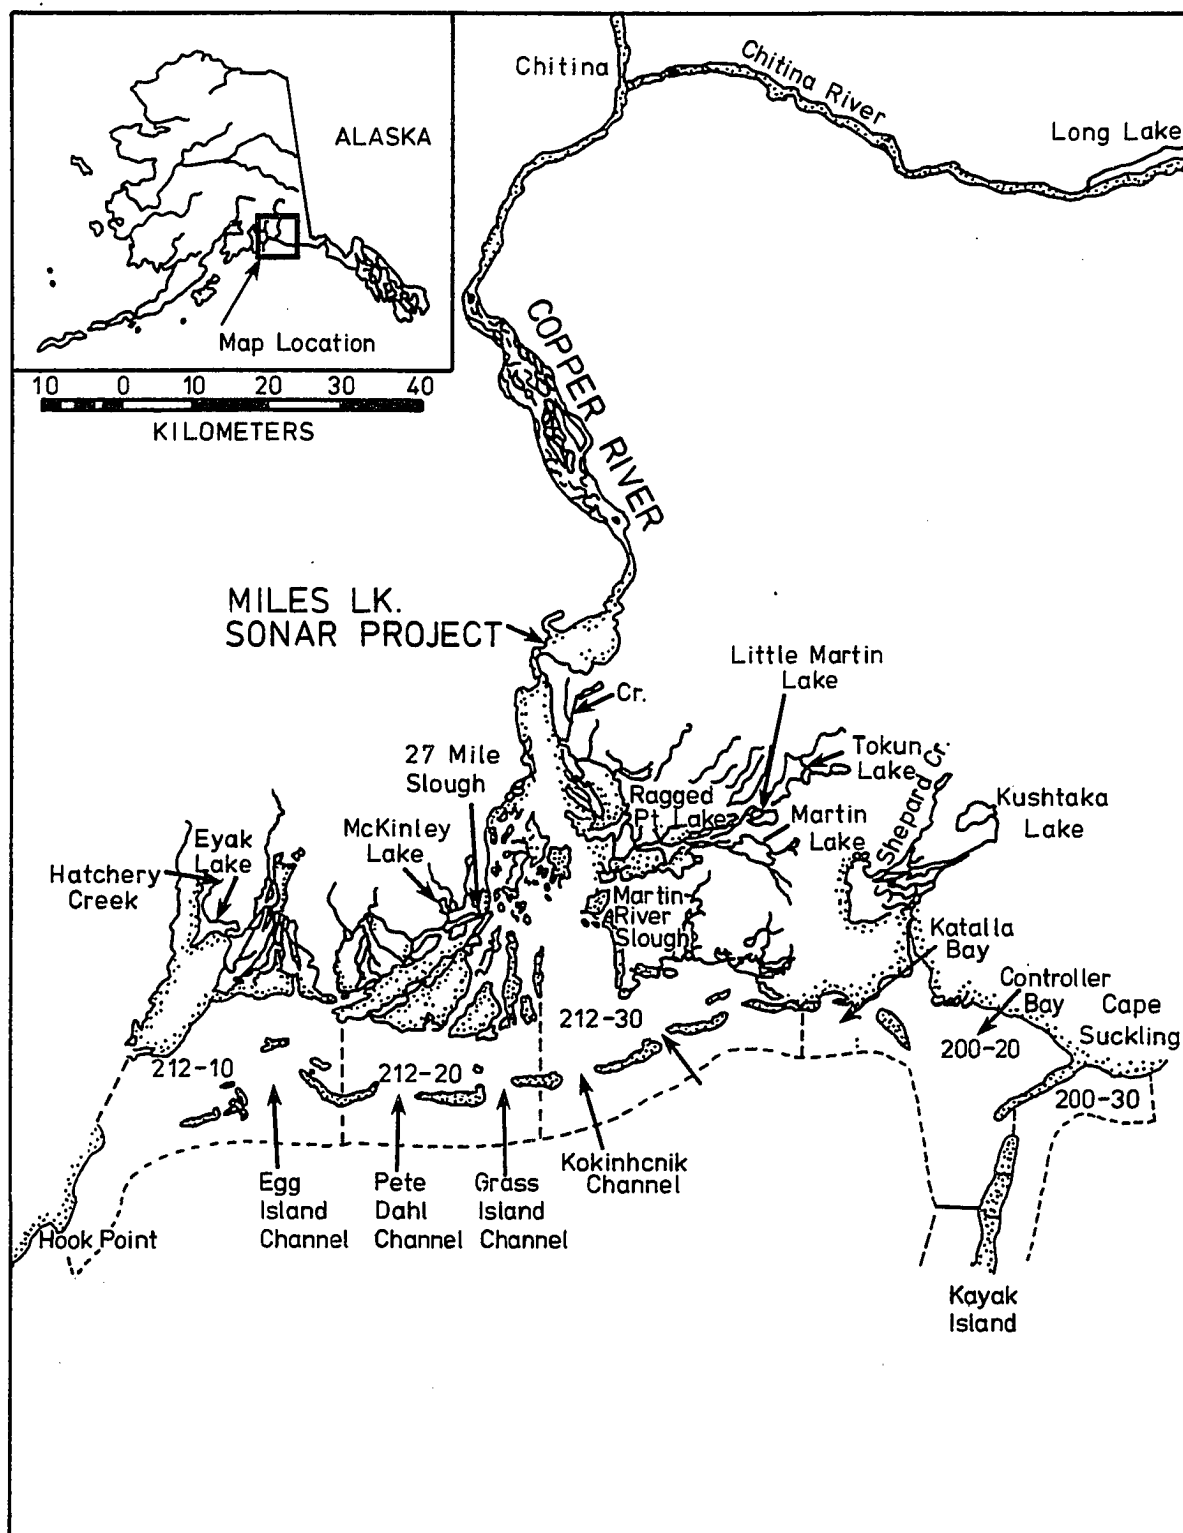 Chitina
Chitina River
Long Lake
ALASKA
Map Location
10 0 10 20 30 40
KILOMETERS
COPPER RIVER
MILES LK.
SONAR PROJECT
Little Martin
Lake
Cr.
27 Mile
Slough
Tokun
Lake
Shepard Cr.
Ragged
Pt. Lake
Kushtaka
Lake
Martin
Lake
McKinley
Lake
Eyak
Lake
Hatchery
Creek
Martin
River
Slough
Katalla
Bay
Controller
Bay
Cape
Suckling
212-30
200-20
212-10
212-20
200-30
Kokinhcnik
Channel
Egg
Island
Channel
Pete
Dahl
Channel
Grass
Island
Channel
Hook Point
Kayak
Island